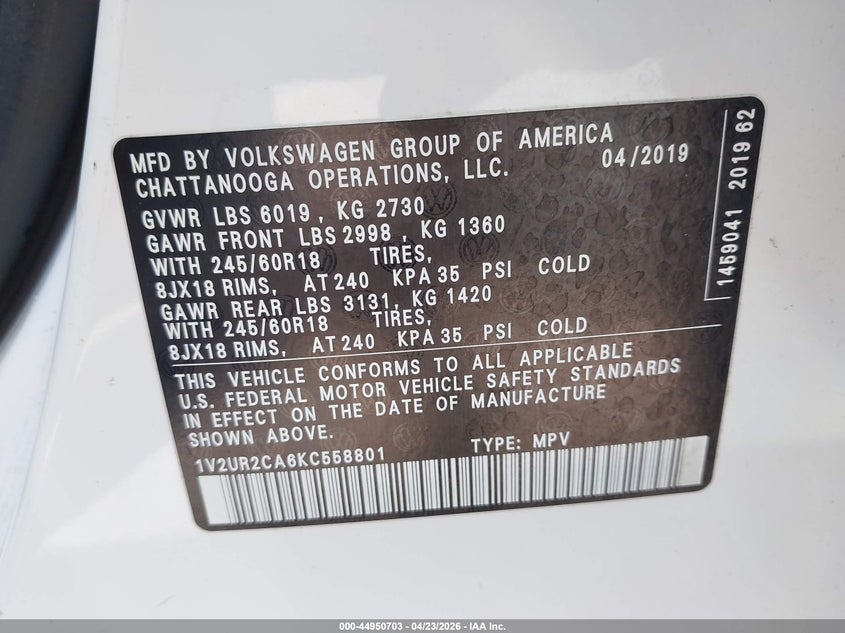 MFD BY VOLKSWAGEN GROUP OF AMERICA
CHATTANOOGA OPERATIONS, LLC. 04/2019
GVWR LBS 6019, KG 2730
GAWR FRONT LBS 2998, KG 1360
WITH 245/60R18 TIRES,
8JX18 RIMS, AT 240 KPA 35 PSI COLD
GAWR REAR LBS 3131, KG 1420
WITH 245/60R18 TIRES,
8JX18 RIMS, AT 240 KPA 35 PSI COLD
THIS VEHICLE CONFORMS TO ALL APPLICABLE
U.S. FEDERAL MOTOR VEHICLE SAFETY STANDARDS
IN EFFECT ON THE DATE OF MANUFACTURE
SHOWN ABOVE.
1V2UR2CA6KC558801 TYPE: MPV
1459041 2019 62
000-44950703 - 04/23/2026 - IAA Inc.